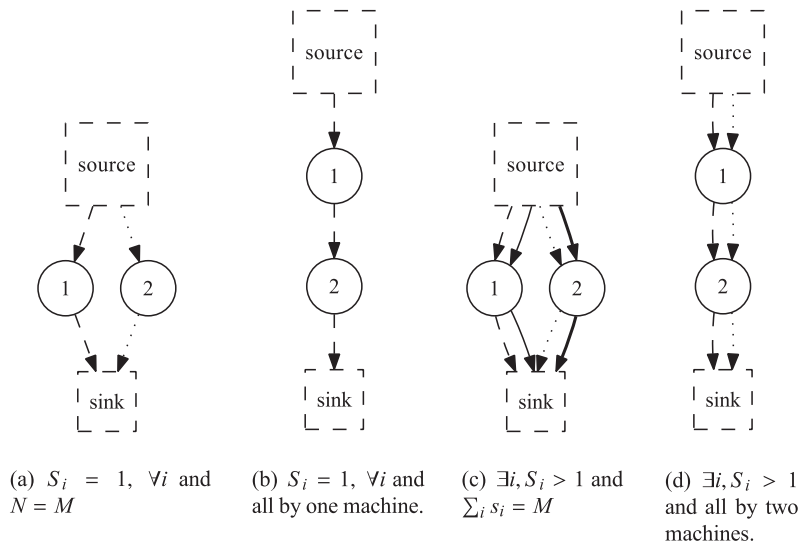 source
source
source
source
1
1
1
2
2
1
2
2
sink
sink
sink
sink
(a) S_i = 1, ∀i and
N = M
(b) S_i = 1, ∀i and
all by one machine.
(c) ∃i, S_i > 1 and
∑_i s_i = M
(d) ∃i, S_i > 1
and all by two
machines.